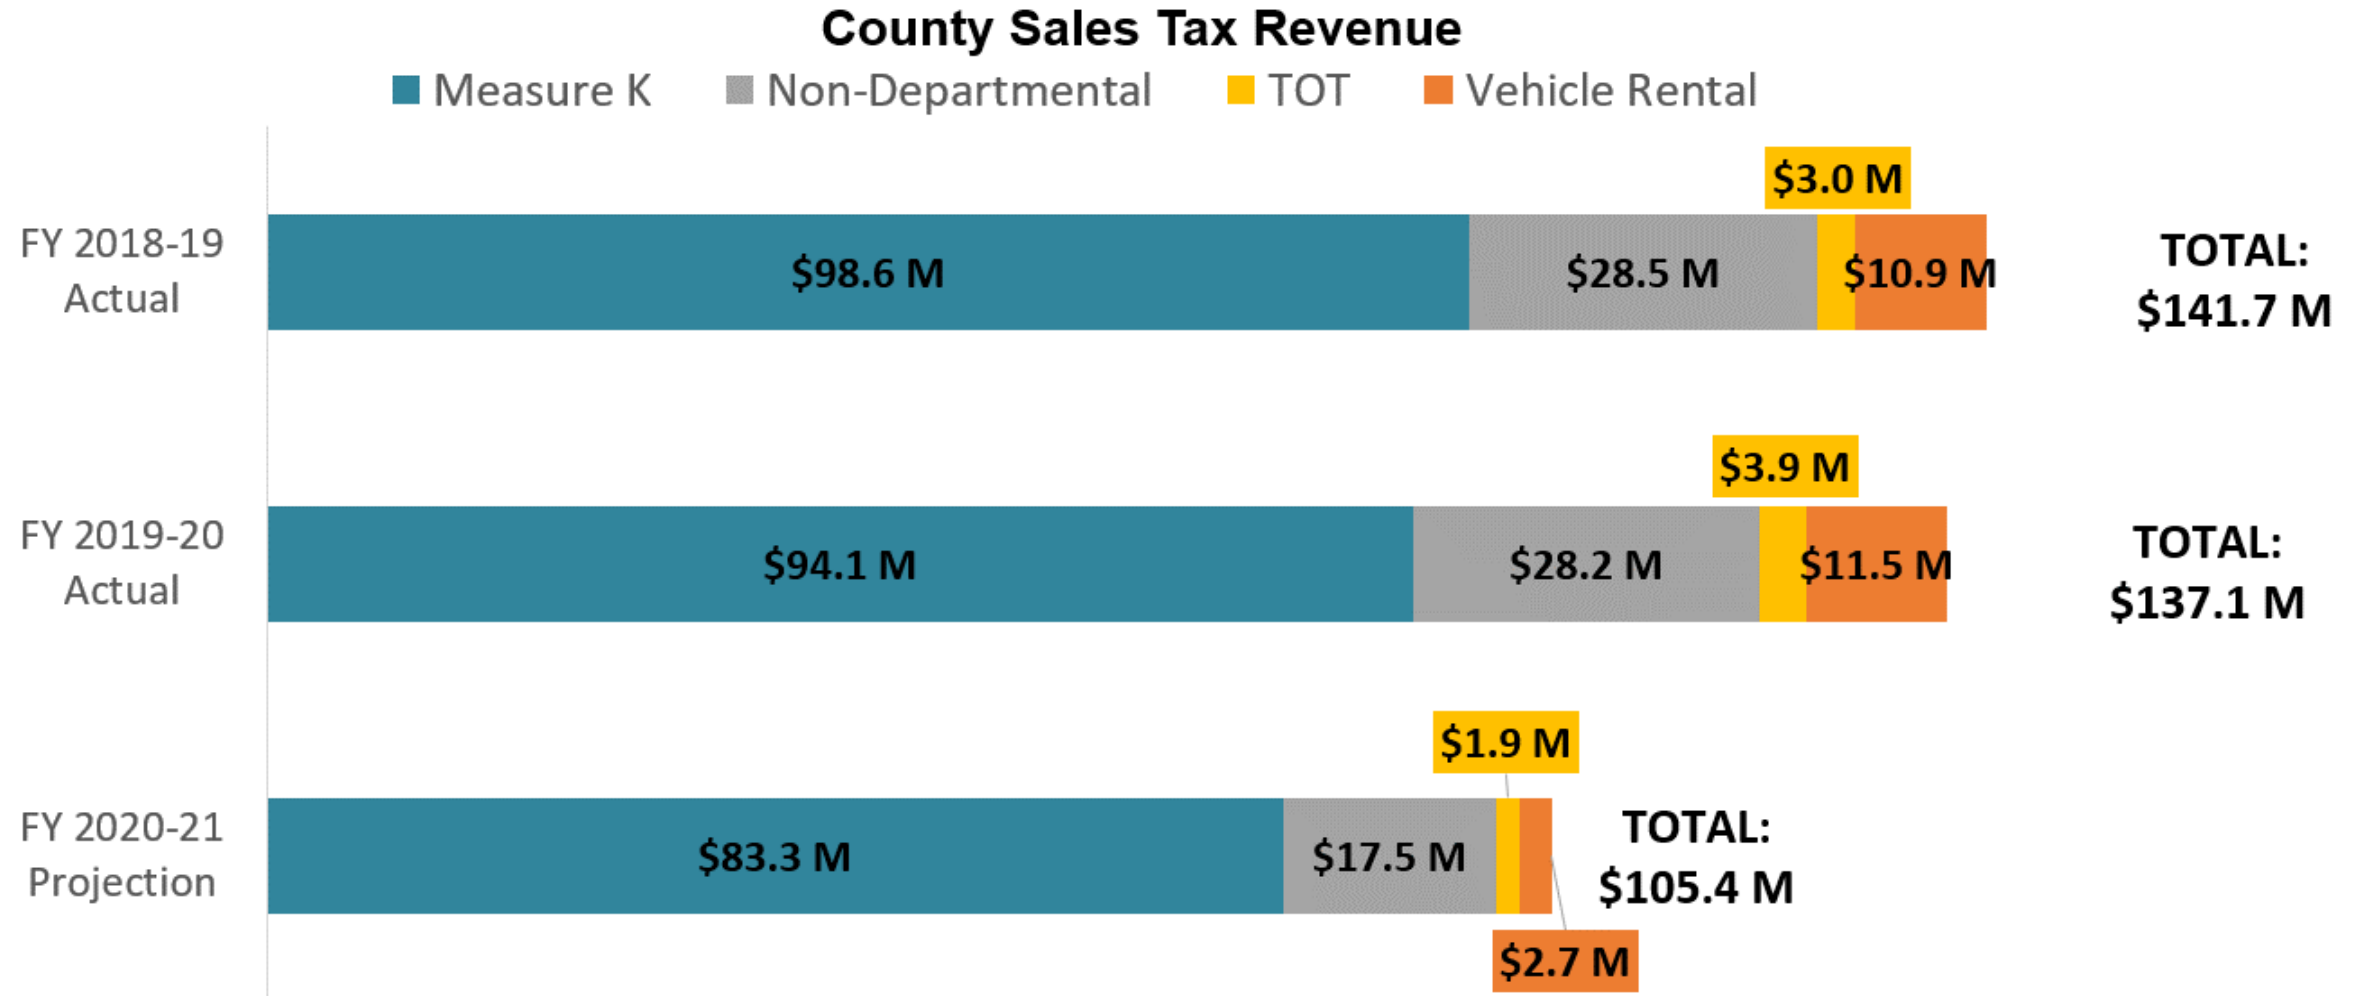 County Sales Tax Revenue
Measure K Non-Departmental TOT Vehicle Rental
$3.0 M
FY 2018-19
Actual
$98.6 M $28.5 M $10.9 M
TOTAL:
$141.7 M
$3.9 M
FY 2019-20
Actual
$94.1 M $28.2 M $11.5 M
TOTAL:
$137.1 M
$1.9 M
FY 2020-21
Projection
$83.3 M $17.5 M
TOTAL:
$105.4 M
$2.7 M